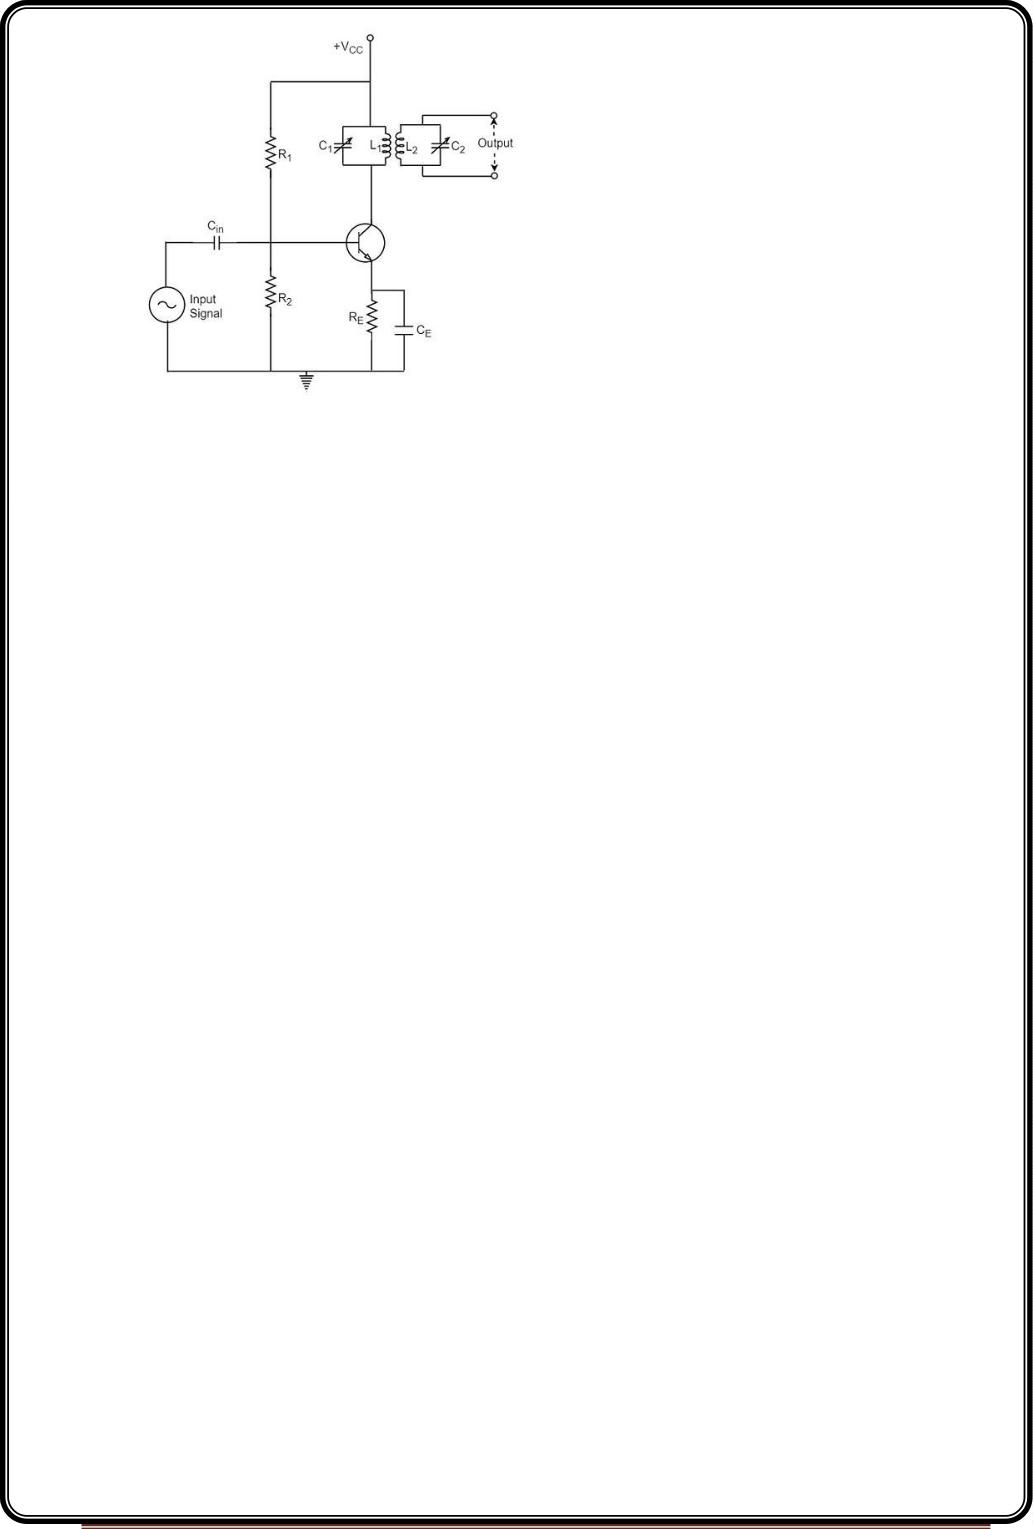 +VCC
C1
L1
L2
C2
Output
R1
Cin
Input
Signal
R2
RE
CE